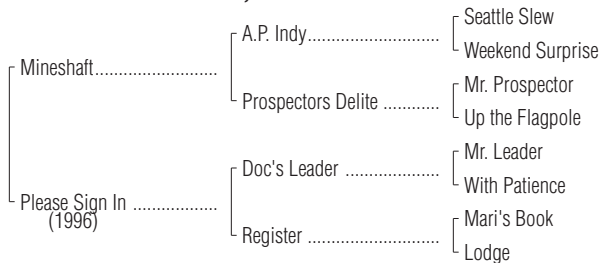 Seattle Slew
A.P. Indy............................
Weekend Surprise
Mineshaft..........................
Mr. Prospector
Prospectors Delite ............
Up the Flagpole
Mr. Leader
Doc's Leader ....................
With Patience
Please Sign In ..................
(1996)
Mari's Book
Register ............................
Lodge